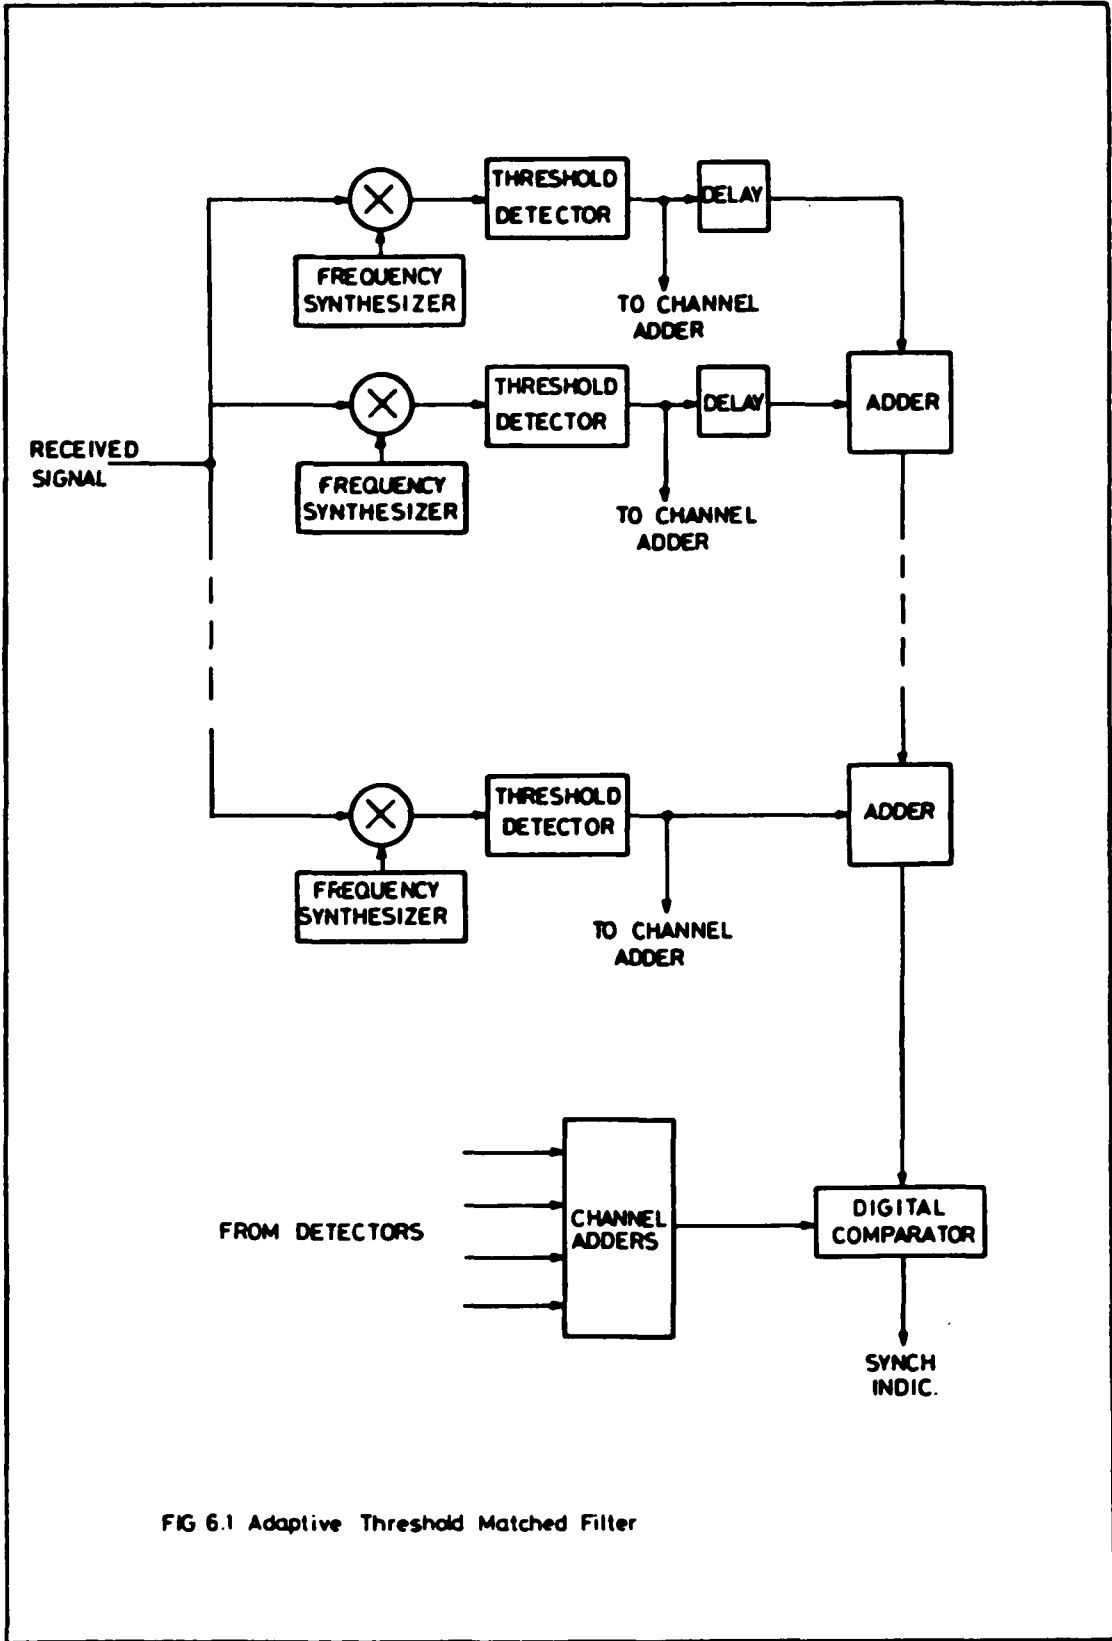 THRESHOLD
DETECTOR
DELAY
FREQUENCY
SYNTHESIZER
TO CHANNEL
ADDER
THRESHOLD
DETECTOR
DELAY
ADDER
RECEIVED
SIGNAL
FREQUENCY
SYNTHESIZER
TO CHANNEL
ADDER
THRESHOLD
DETECTOR
ADDER
FREQUENCY
SYNTHESIZER
TO CHANNEL
ADDER
FROM DETECTORS
CHANNEL
ADDERS
DIGITAL
COMPARATOR
SYNCH
INDIC.
FIG 6.1 Adaptive Threshold Matched Filter